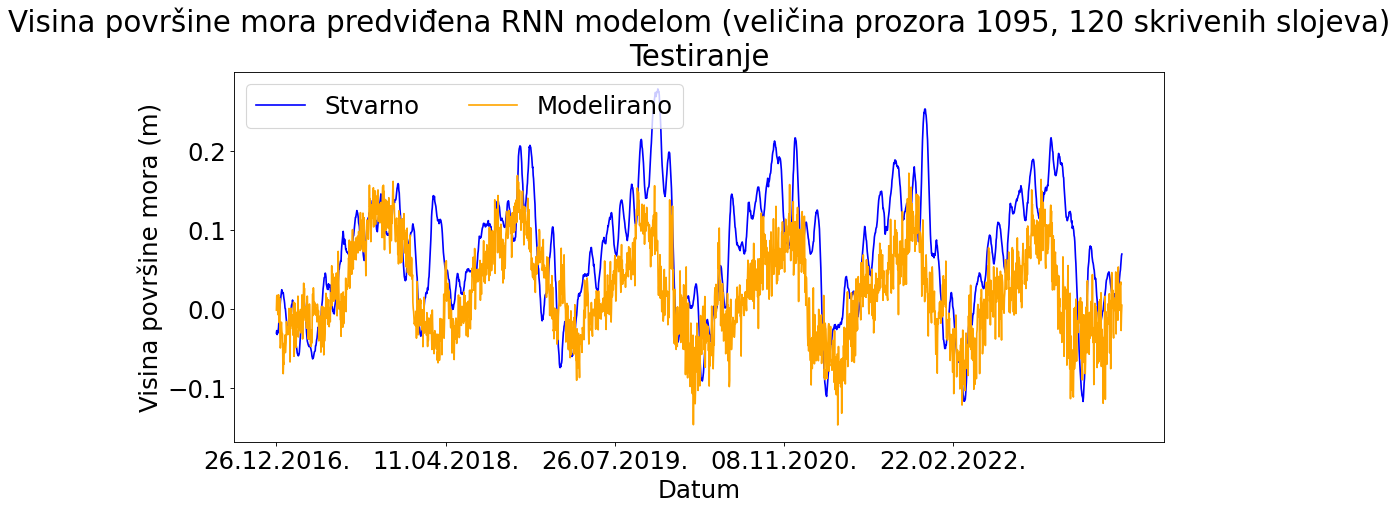 Visina površine mora predviđena RNN modelom (veličina prozora 1095, 120 skrivenih slojeva)
Testiranje
Stvarno Modelirano
Visina površine mora (m)
0.2
0.1
0.0
−0.1
26.12.2016. 11.04.2018. 26.07.2019. 08.11.2020. 22.02.2022.
Datum